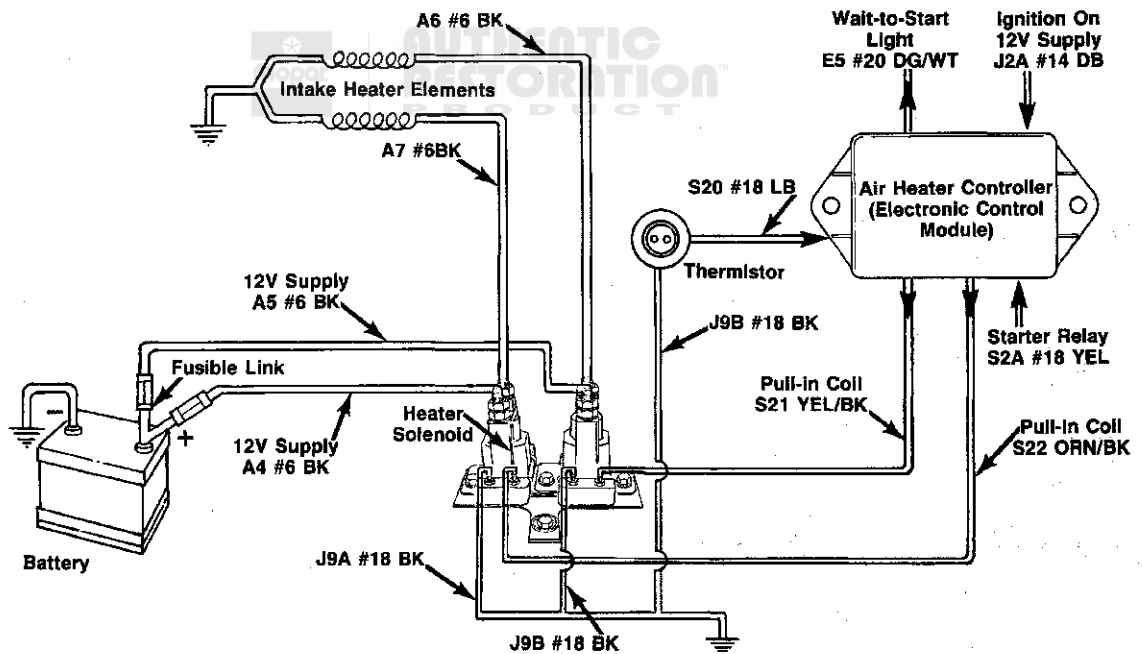 A6 #6 BK
Wait-to-Start
Light
E5 #20 DG/WT
Ignition On
12V Supply
J2A #14 DB
mopar
AUTHENTIC
RESTORATION™
PRODUCT
Intake Heater Elements
A7 #6BK
S20 #18 LB
Air Heater Controller
(Electronic Control
Module)
Thermistor
12V Supply
A5 #6 BK
J9B #18 BK
Starter Relay
S2A #18 YEL
Fusible Link
Pull-in Coil
S21 YEL/BK
Heater
Solenoid
Pull-In Coil
S22 ORN/BK
12V Supply
A4 #6 BK
− +
Battery
J9A #18 BK
J9B #18 BK